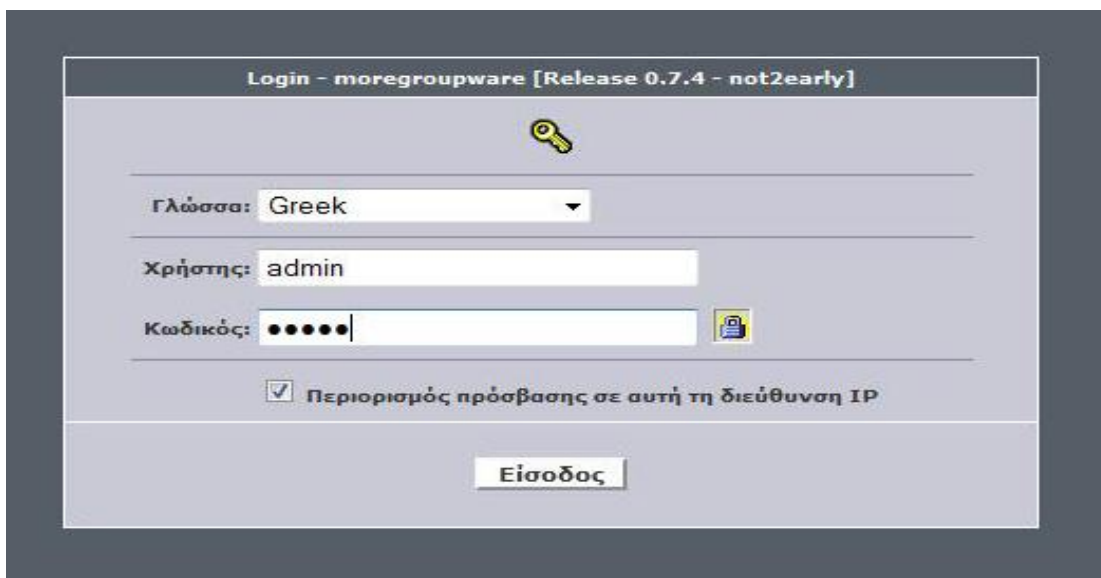 Login - moregroupware [Release 0.7.4 - not2early]
Γλώσσα: Greek
Χρήστης: admin
Κωδικός: •••••
Περιορισμός πρόσβασης σε αυτή τη διεύθυνση IP
Είσοδος